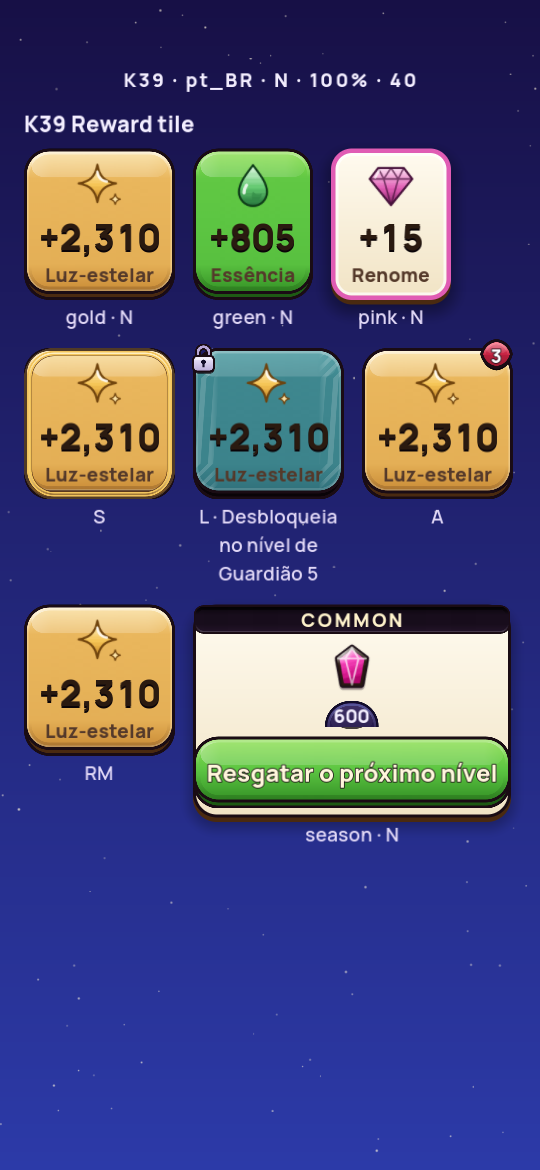 K39 · pt_BR · N · 100% · 40
K39 Reward tile
+2,310
Luz-estelar
gold · N
+805
Essência
green · N
+15
Renome
pink · N
+2,310
Luz-estelar
S
+2,310
Luz-estelar
L · Desbloqueia
no nível de
Guardião 5
3
+2,310
Luz-estelar
A
+2,310
Luz-estelar
RM
COMMON
600
Resgatar o próximo nível
season · N